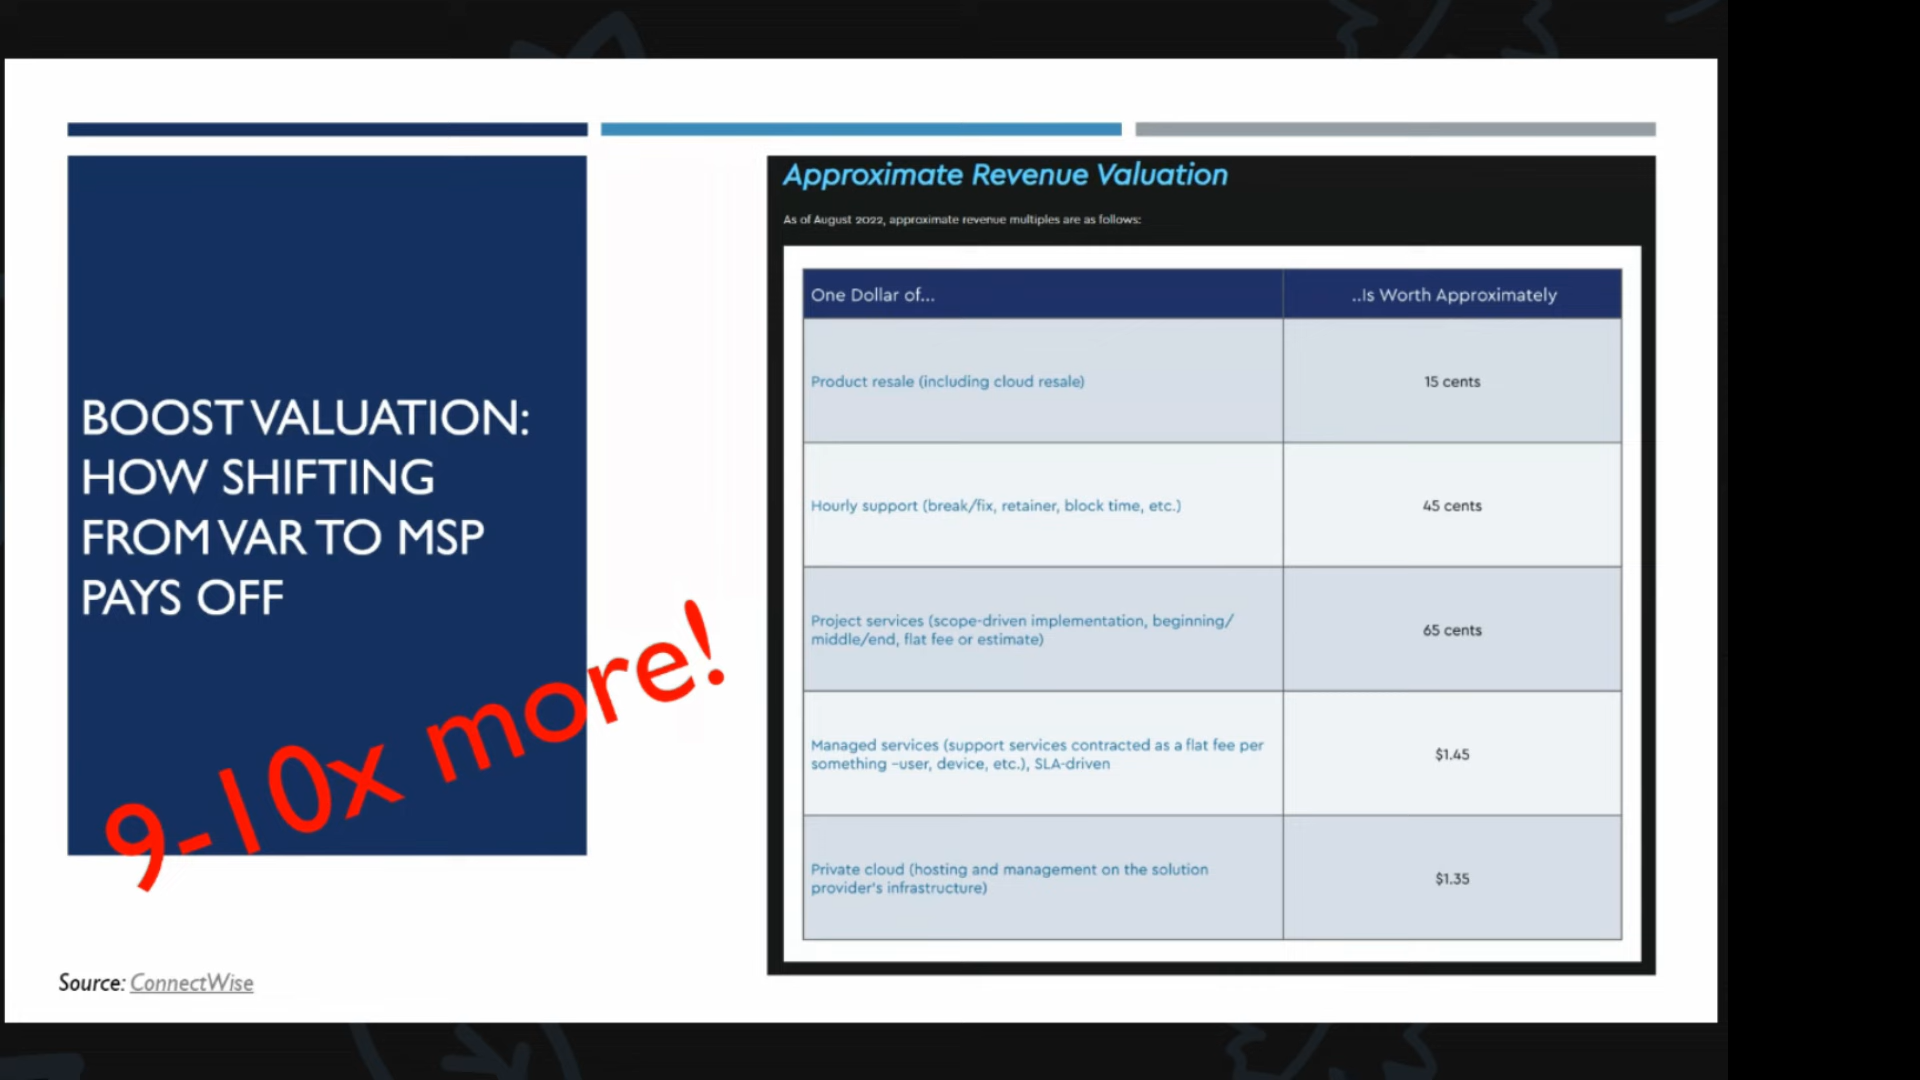 BOOST VALUATION:
HOW SHIFTING
FROM VAR TO MSP
PAYS OFF
9-10x more!
Source: ConnectWise
Approximate Revenue Valuation
As of August 2022, approximate revenue multiples are as follows:
One Dollar of...
..Is Worth Approximately
Product resale (including cloud resale)
15 cents
Hourly support (break/fix, retainer, block time, etc.)
45 cents
Project services (scope-driven implementation, beginning/
middle/end, flat fee or estimate)
65 cents
Managed services (support services contracted as a flat fee per
something –user, device, etc.), SLA-driven
$1.45
Private cloud (hosting and management on the solution
provider's infrastructure)
$1.35